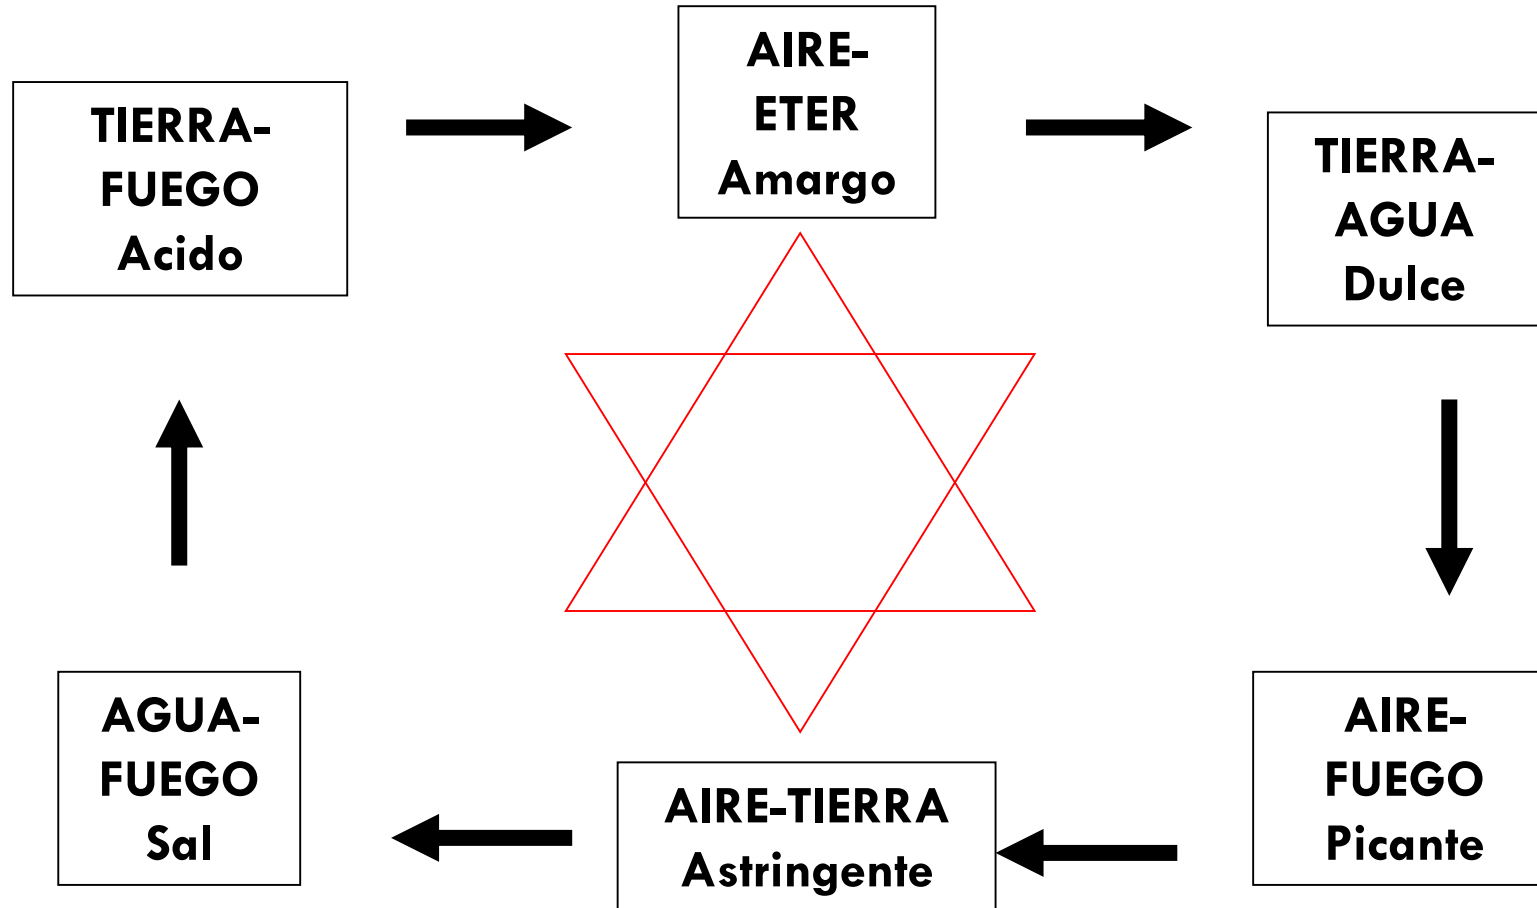 TIERRA-
FUEGO
Acido
AIRE-
ETER
Amargo
TIERRA-
AGUA
Dulce
AGUA-
FUEGO
Sal
AIRE-TIERRA
Astringente
AIRE-
FUEGO
Picante